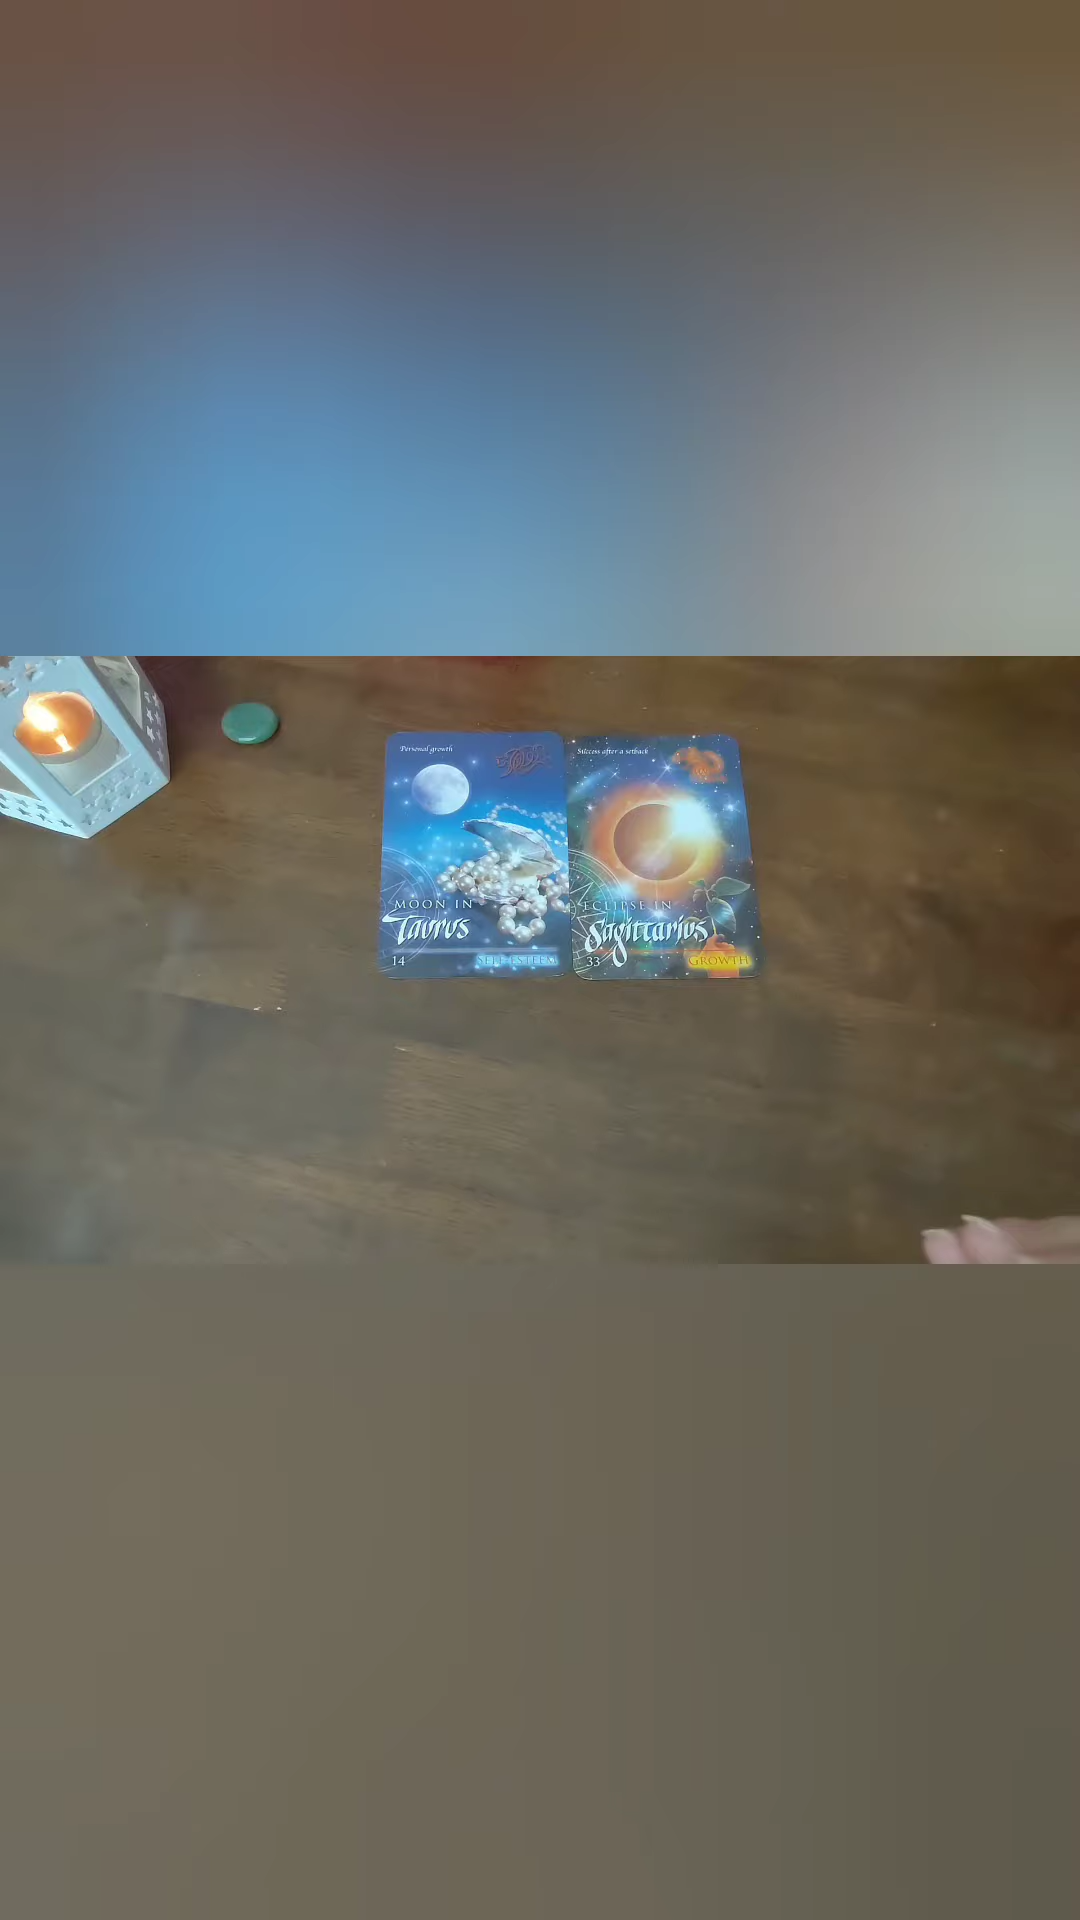 Personal growth
MOON IN
Taurus
14
SELF-ESTEEM
Success after a setback
ECLIPSE IN
Sagittarius
33
GROWTH